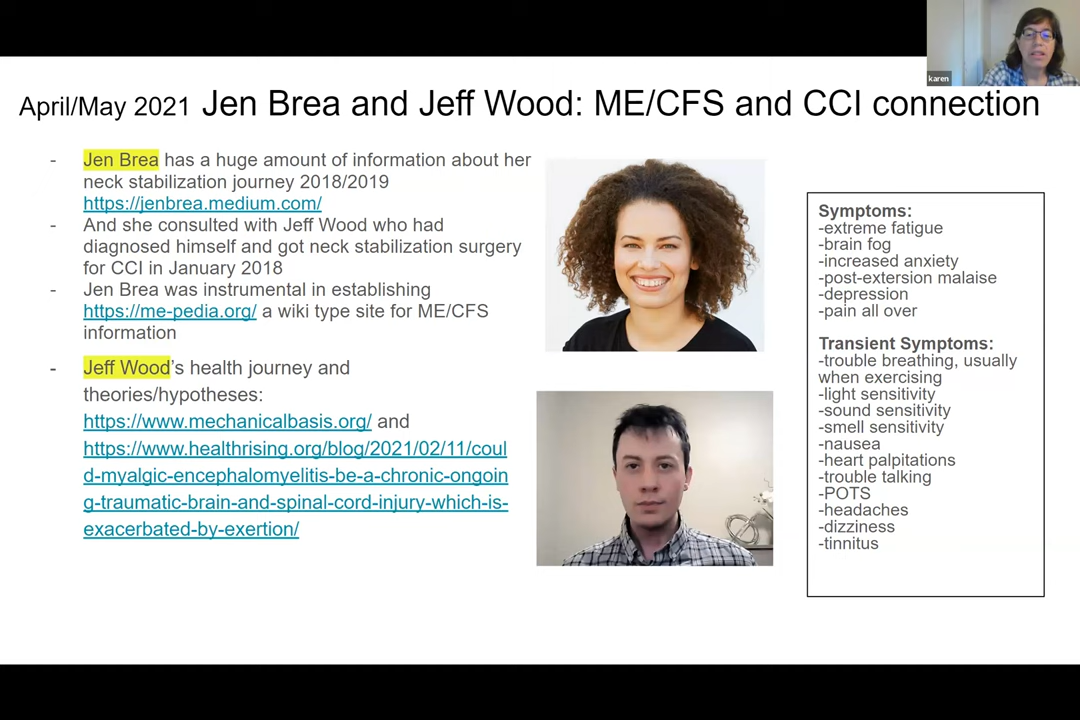 karen
April/May 2021 Jen Brea and Jeff Wood: ME/CFS and CCI connection
- Jen Brea has a huge amount of information about her
neck stabilization journey 2018/2019
https://jenbrea.medium.com/
- And she consulted with Jeff Wood who had
diagnosed himself and got neck stabilization surgery
for CCI in January 2018
- Jen Brea was instrumental in establishing
https://me-pedia.org/ a wiki type site for ME/CFS
information
- Jeff Wood's health journey and
theories/hypotheses:
https://www.mechanicalbasis.org/ and
https://www.healthrising.org/blog/2021/02/11/coul
d-myalgic-encephalomyelitis-be-a-chronic-ongoin
g-traumatic-brain-and-spinal-cord-injury-which-is-
exacerbated-by-exertion/
Symptoms:
-extreme fatigue
-brain fog
-increased anxiety
-post-extersion malaise
-depression
-pain all over
Transient Symptoms:
-trouble breathing, usually
when exercising
-light sensitivity
-sound sensitivity
-smell sensitivity
-nausea
-heart palpitations
-trouble talking
-POTS
-headaches
-dizziness
-tinnitus